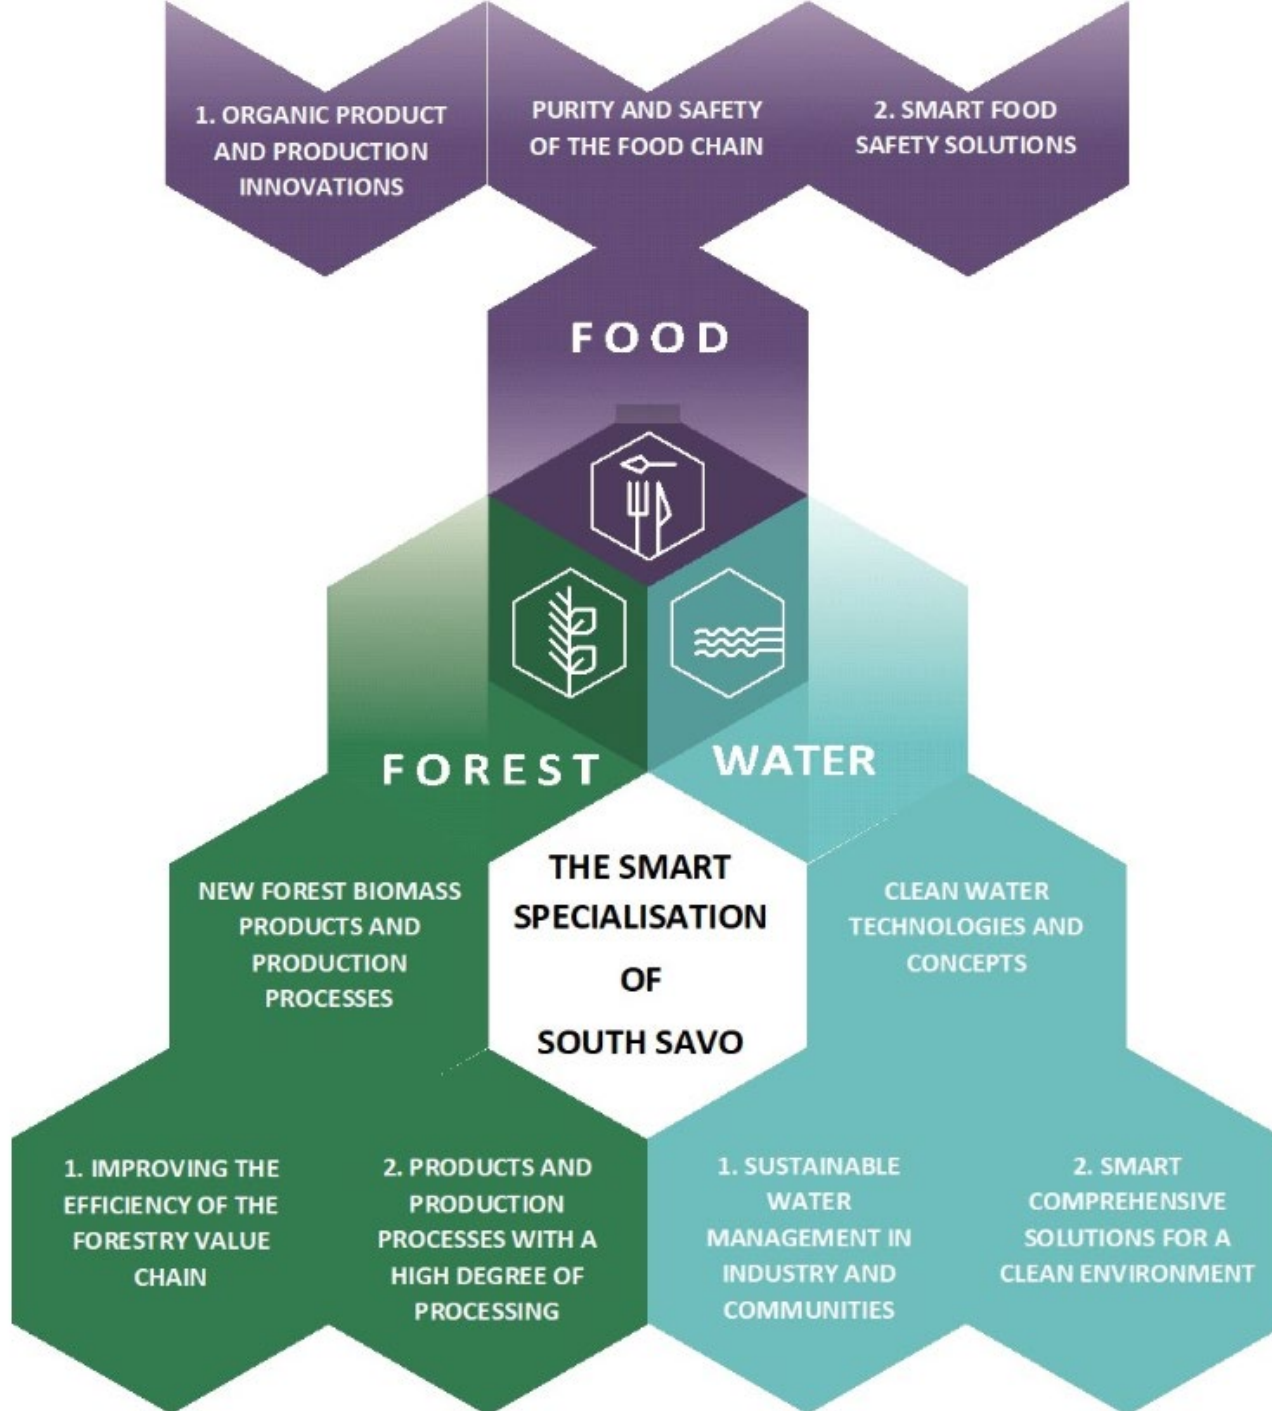 1. ORGANIC PRODUCT
AND PRODUCTION
INNOVATIONS
PURITY AND SAFETY
OF THE FOOD CHAIN
2. SMART FOOD
SAFETY SOLUTIONS
FOOD
FOREST
WATER
THE SMART
SPECIALISATION
OF
SOUTH SAVO
NEW FOREST BIOMASS
PRODUCTS AND
PRODUCTION
PROCESSES
CLEAN WATER
TECHNOLOGIES AND
CONCEPTS
1. IMPROVING THE
EFFICIENCY OF THE
FORESTRY VALUE
CHAIN
2. PRODUCTS AND
PRODUCTION
PROCESSES WITH A
HIGH DEGREE OF
PROCESSING
1. SUSTAINABLE
WATER
MANAGEMENT IN
INDUSTRY AND
COMMUNITIES
2. SMART
COMPREHENSIVE
SOLUTIONS FOR A
CLEAN ENVIRONMENT